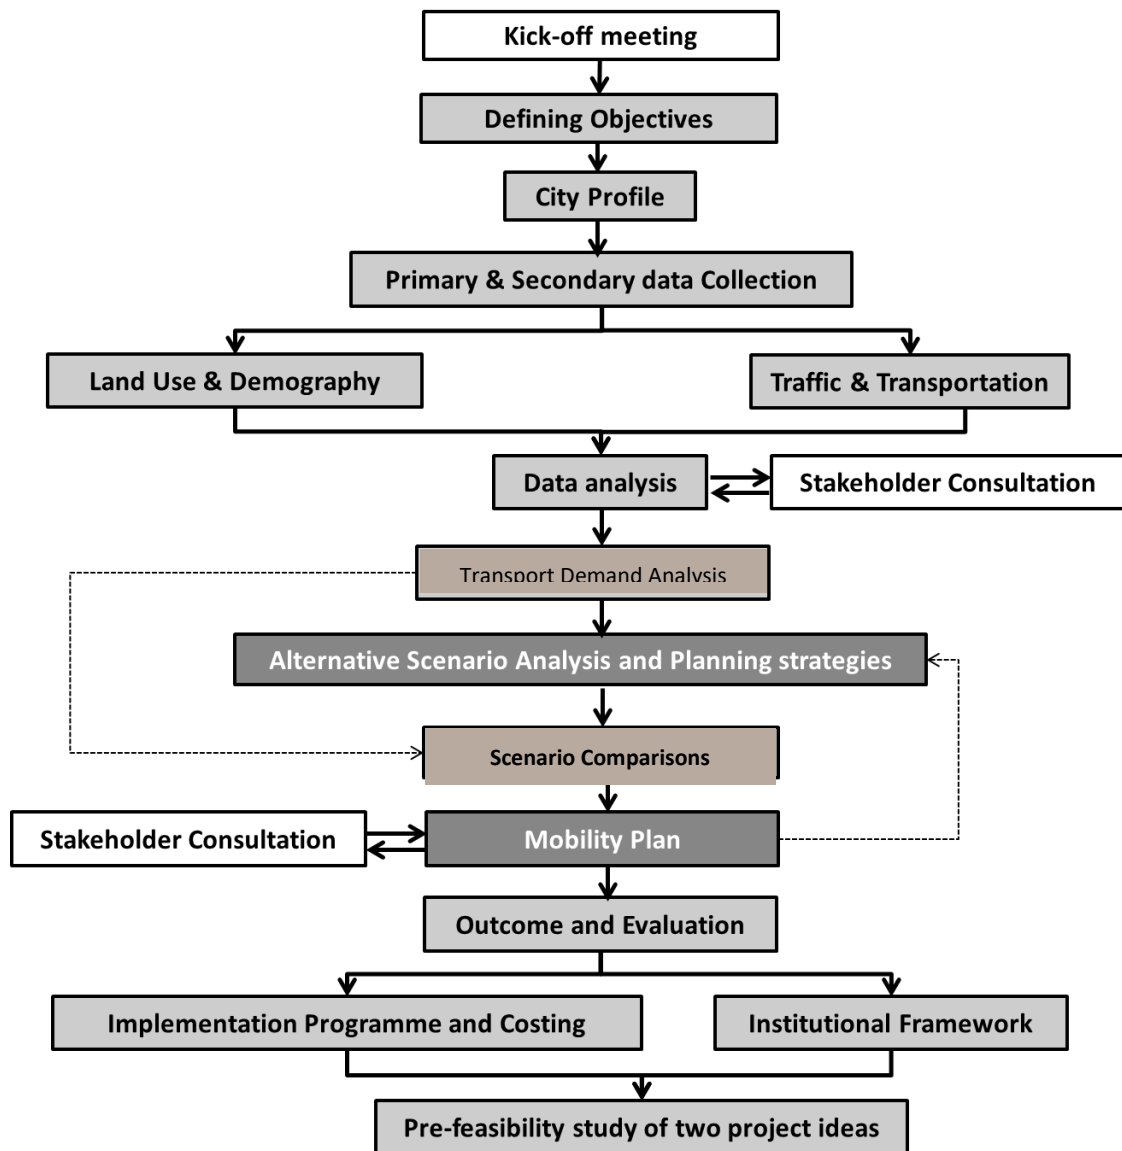 Kick-off meeting
Defining Objectives
City Profile
Primary & Secondary data Collection
Land Use & Demography
Traffic & Transportation
Data analysis
Stakeholder Consultation
Transport Demand Analysis
Alternative Scenario Analysis and Planning strategies
Scenario Comparisons
Stakeholder Consultation
Mobility Plan
Outcome and Evaluation
Implementation Programme and Costing
Institutional Framework
Pre-feasibility study of two project ideas